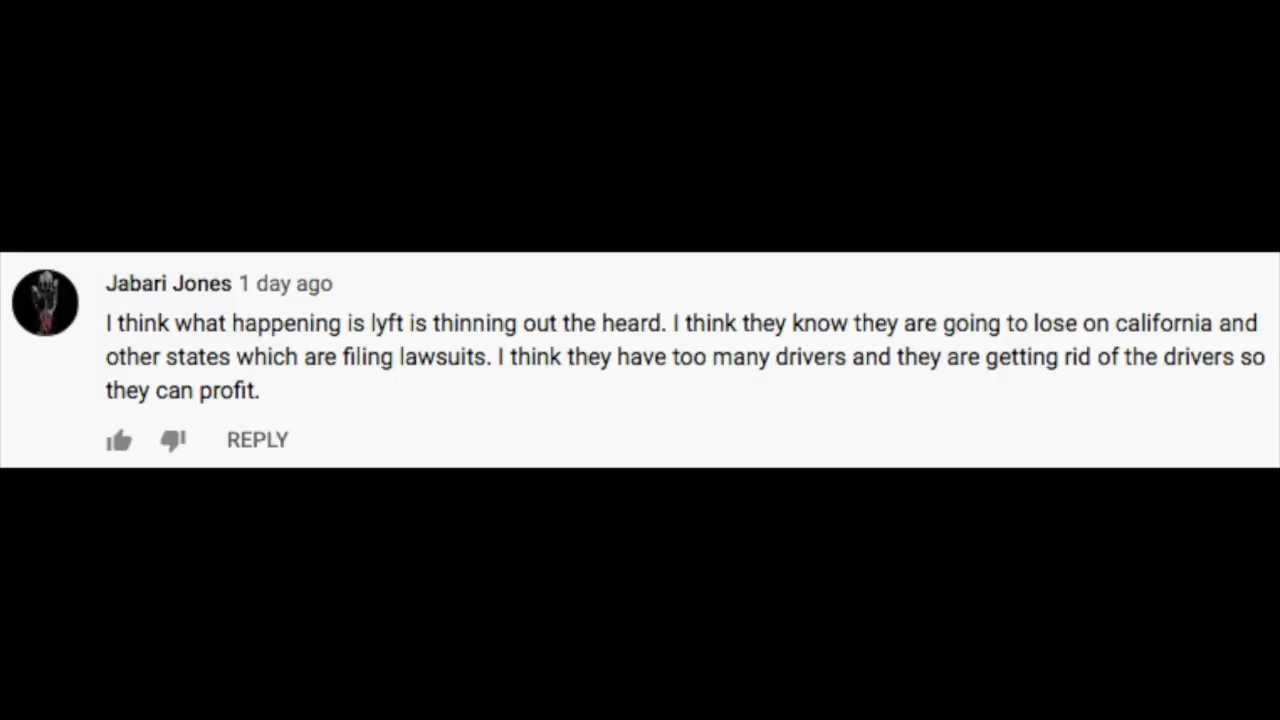 Jabari Jones 1 day ago
I think what happening is lyft is thinning out the heard. I think they know they are going to lose on california and
other states which are filing lawsuits. I think they have too many drivers and they are getting rid of the drivers so
they can profit.
REPLY